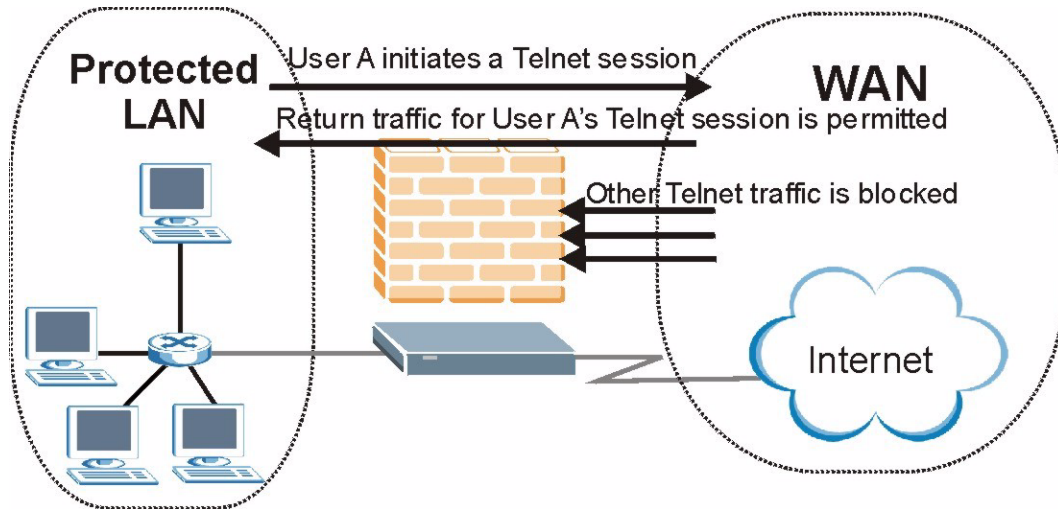 Protected
LAN
User A initiates a Telnet session
WAN
Return traffic for User A's Telnet session is permitted
Other Telnet traffic is blocked
Internet